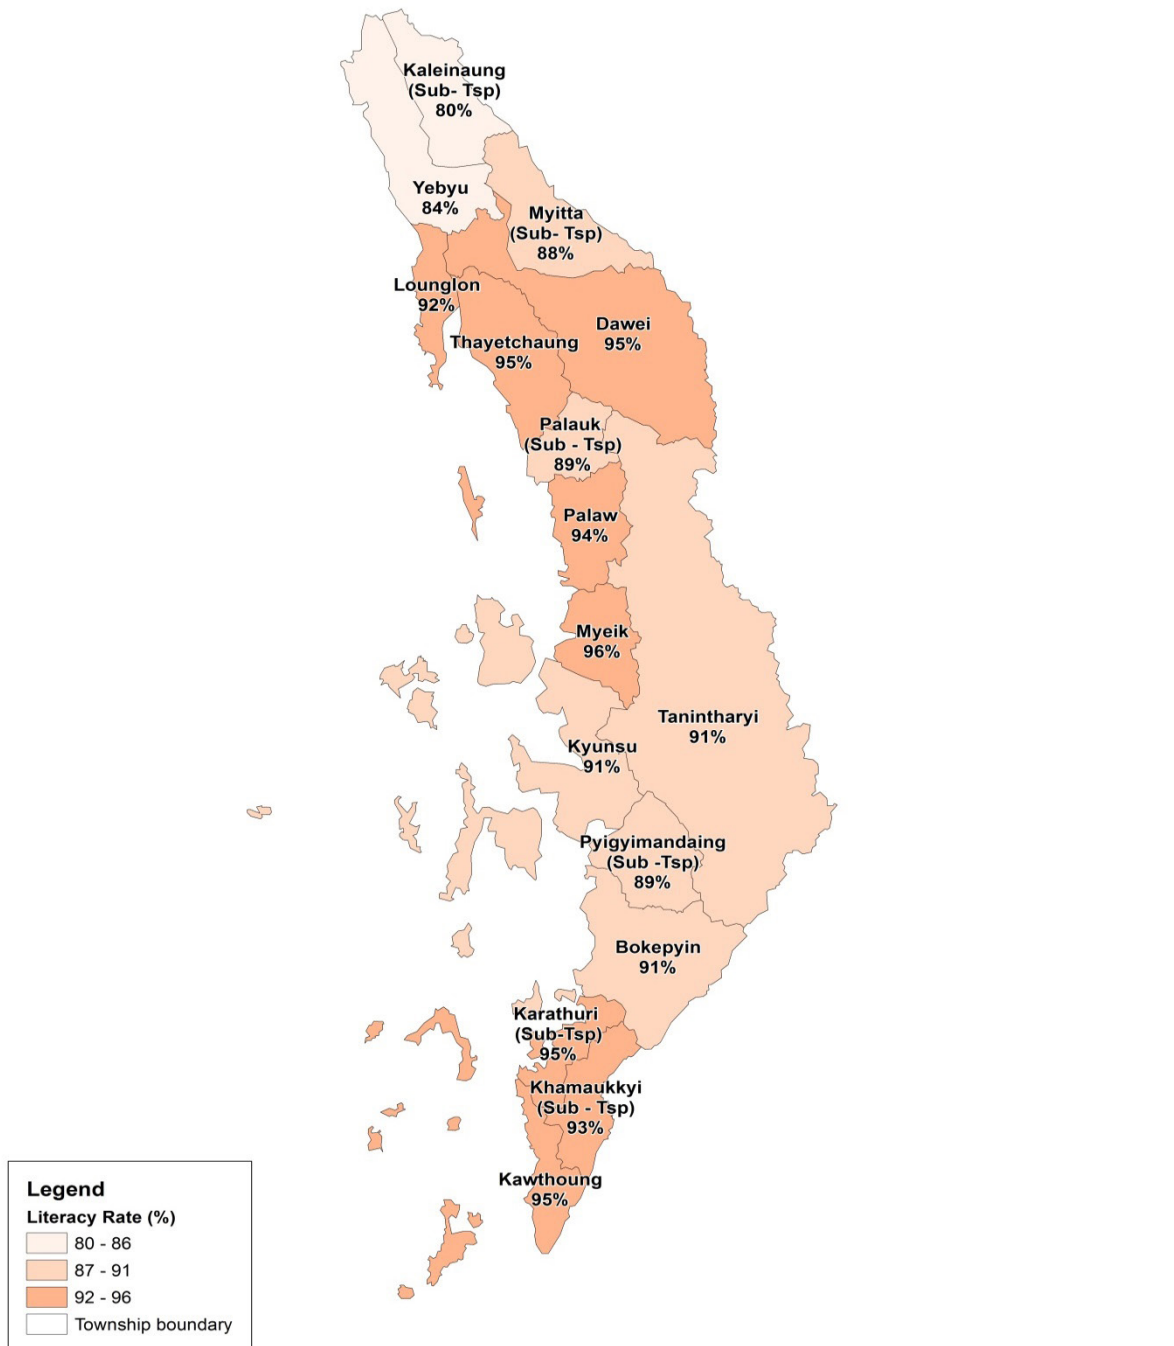 Kaleinaung
(Sub- Tsp)
80%
Yebyu
84%
Myitta
(Sub- Tsp)
88%
Lounglon
92%
Dawei
95%
Thayetchaung
95%
Palauk
(Sub - Tsp)
89%
Palaw
94%
Myeik
96%
Tanintharyi
91%
Kyunsu
91%
Pyigyimandaing
(Sub -Tsp)
89%
Bokepyin
91%
Karathuri
(Sub-Tsp)
95%
Khamaukkyi
(Sub - Tsp)
93%
Kawthoung
95%
Legend
Literacy Rate (%)
80 - 86
87 - 91
92 - 96
Township boundary